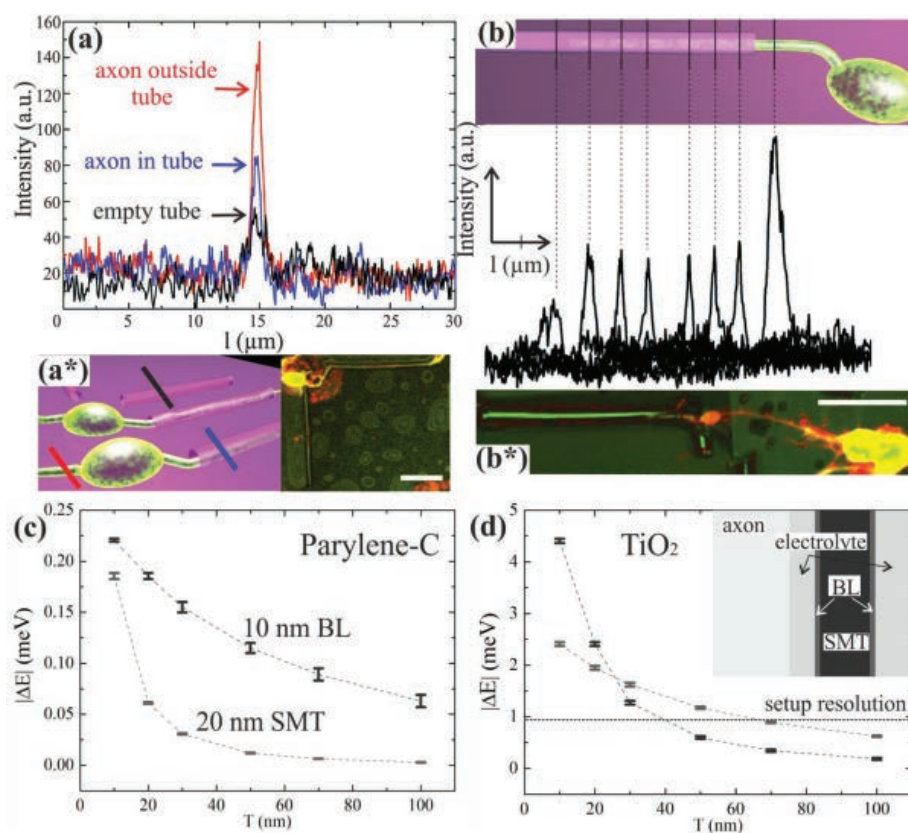 (a)
axon outside
tube
axon in tube
empty tube
Intensity (a.u.)
160
140
120
100
80
60
40
20
0
5
10
15
20
25
30
l (µm)
(b)
Intensity (a.u.)
l (µm)
(a*)
(b*)
(c)
Parylene-C
10 nm BL
20 nm SMT
|ΔE| (meV)
0.25
0.20
0.15
0.10
0.05
0.00
0
20
40
60
80
100
T (nm)
(d)
TiO₂
axon
electrolyte
BL
SMT
setup resolution
|ΔE| (meV)
5
4
3
2
1
0
0
20
40
60
80
100
T (nm)